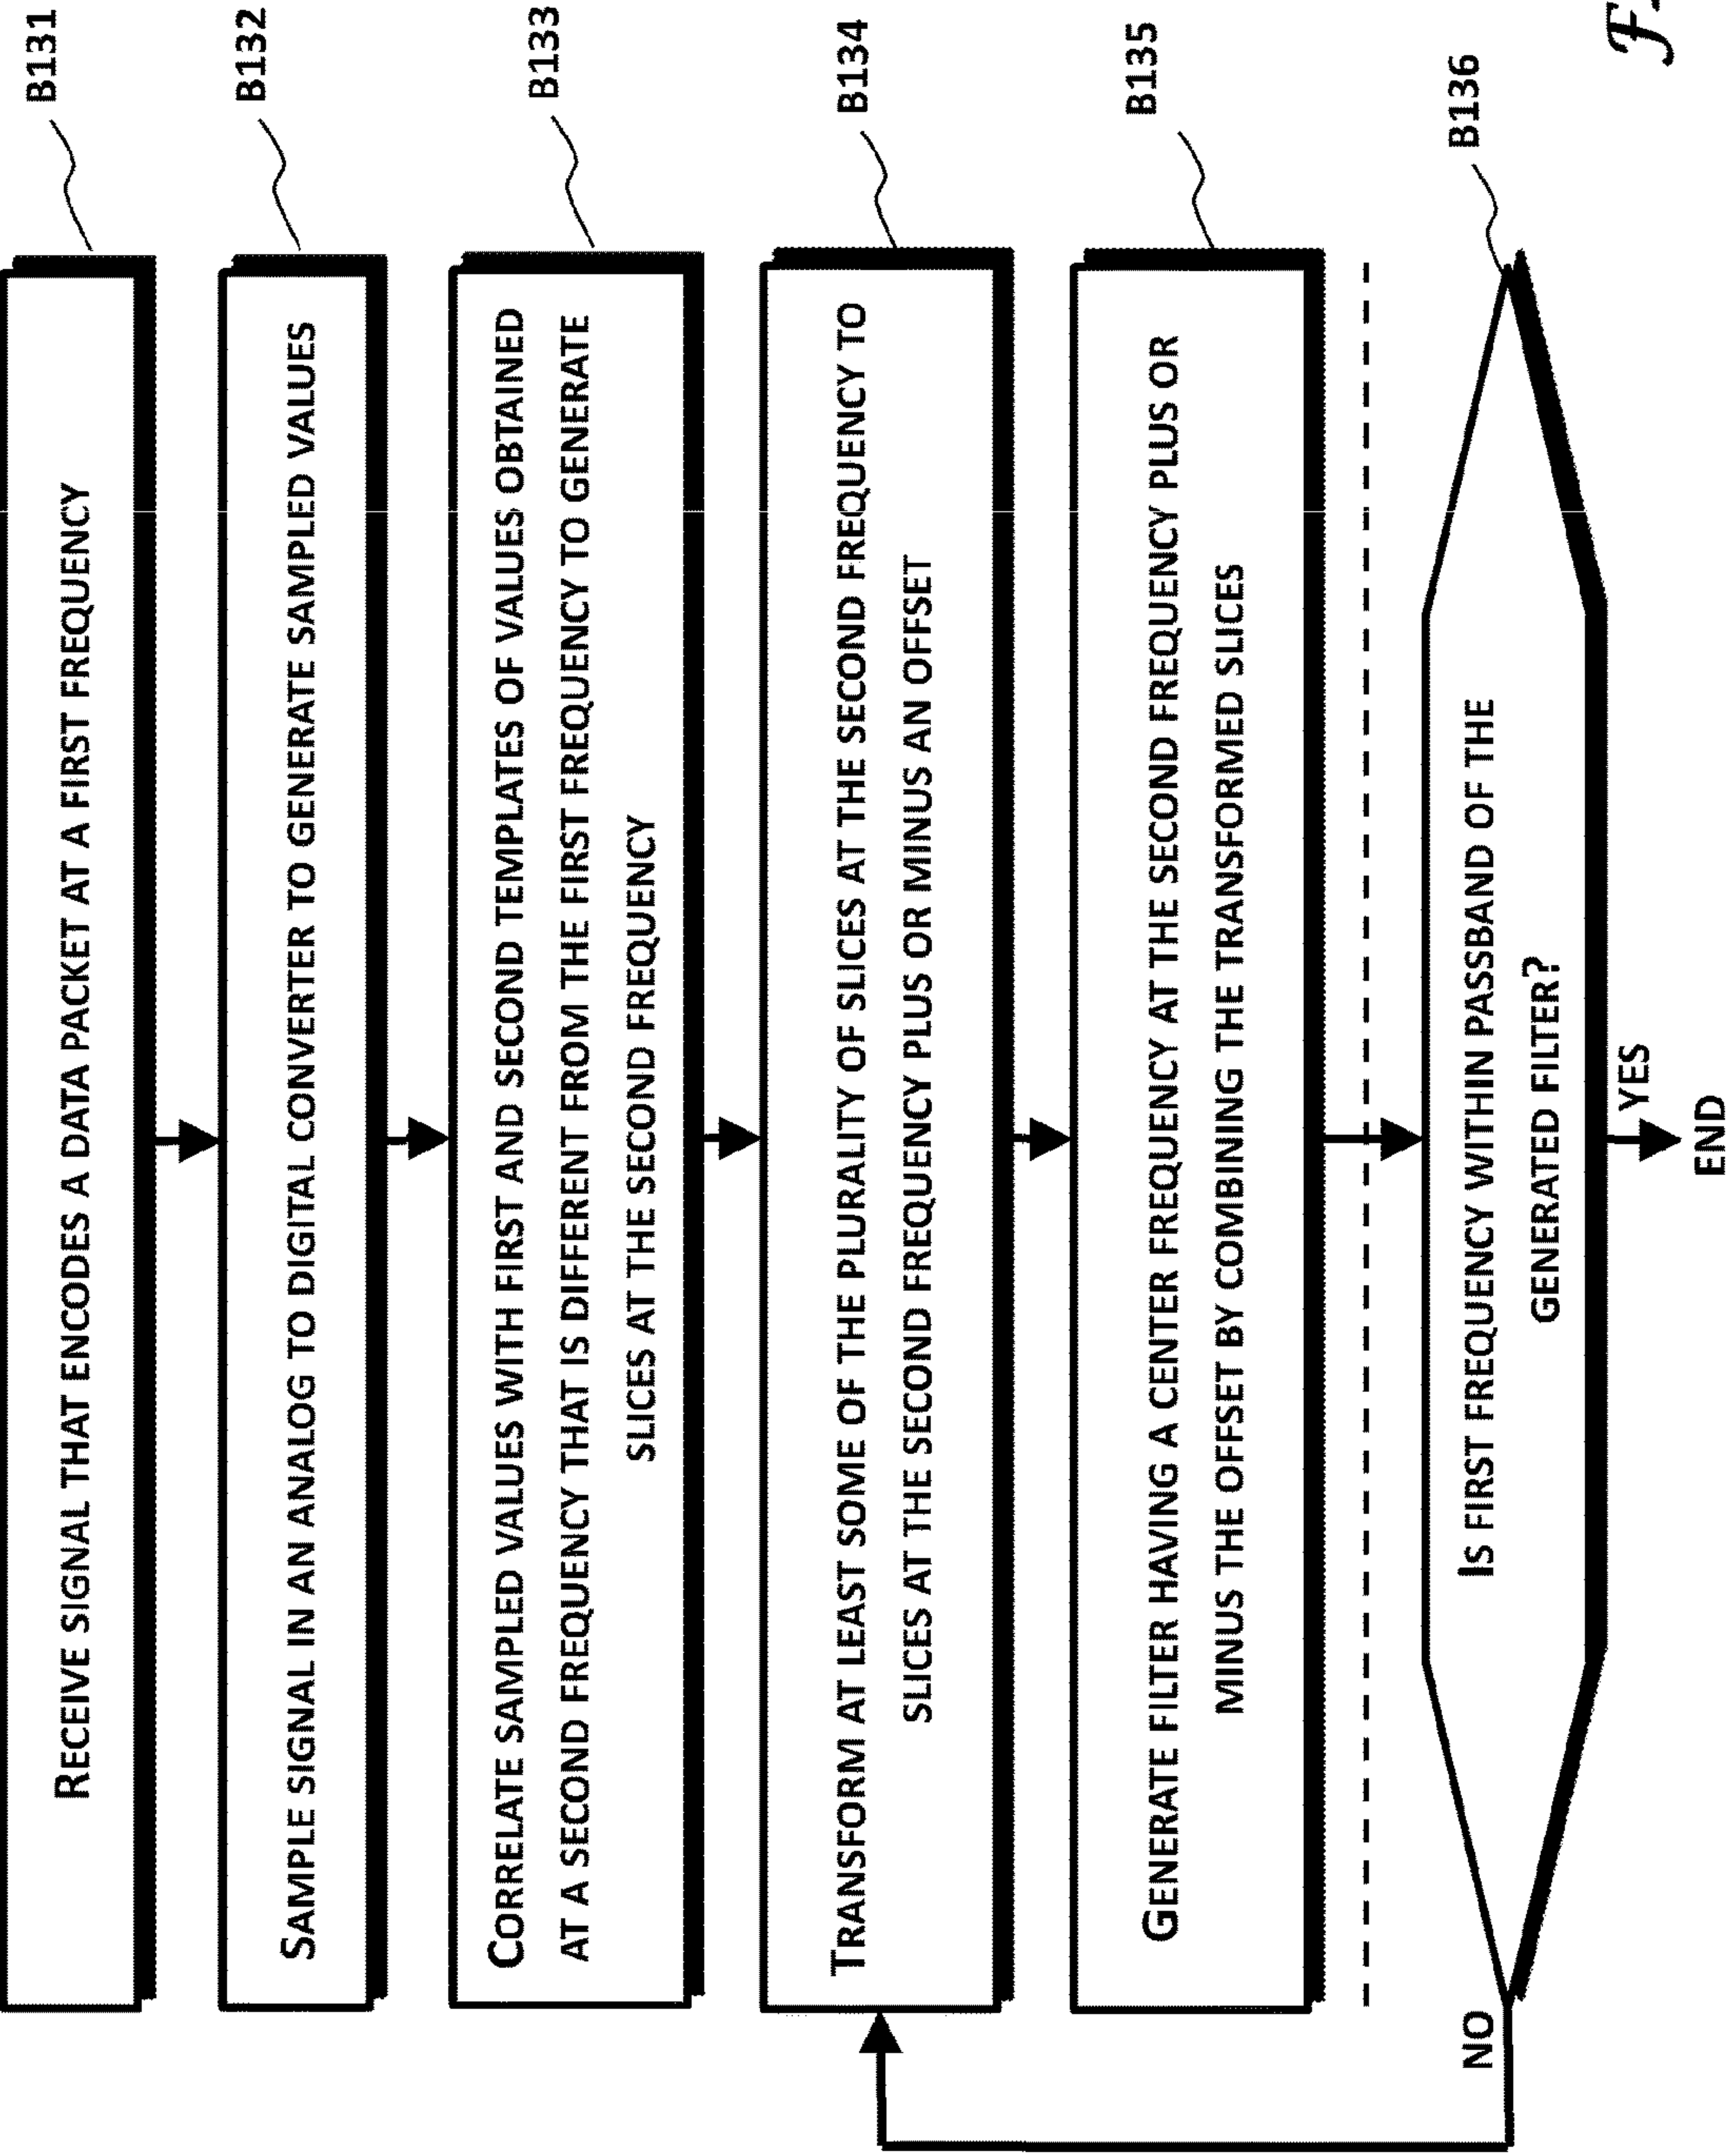 RECEIVE SIGNAL THAT ENCODES A DATA PACKET AT A FIRST FREQUENCY
B131
SAMPLE SIGNAL IN AN ANALOG TO DIGITAL CONVERTER TO GENERATE SAMPLED VALUES
B132
CORRELATE SAMPLED VALUES WITH FIRST AND SECOND TEMPLATES OF VALUES OBTAINED
AT A SECOND FREQUENCY THAT IS DIFFERENT FROM THE FIRST FREQUENCY TO GENERATE
SLICES AT THE SECOND FREQUENCY
B133
TRANSFORM AT LEAST SOME OF THE PLURALITY OF SLICES AT THE SECOND FREQUENCY TO
SLICES AT THE SECOND FREQUENCY PLUS OR MINUS AN OFFSET
B134
GENERATE FILTER HAVING A CENTER FREQUENCY AT THE SECOND FREQUENCY PLUS OR
MINUS THE OFFSET BY COMBINING THE TRANSFORMED SLICES
B135
IS FIRST FREQUENCY WITHIN PASSBAND OF THE
GENERATED FILTER?
B136
NO
YES
END